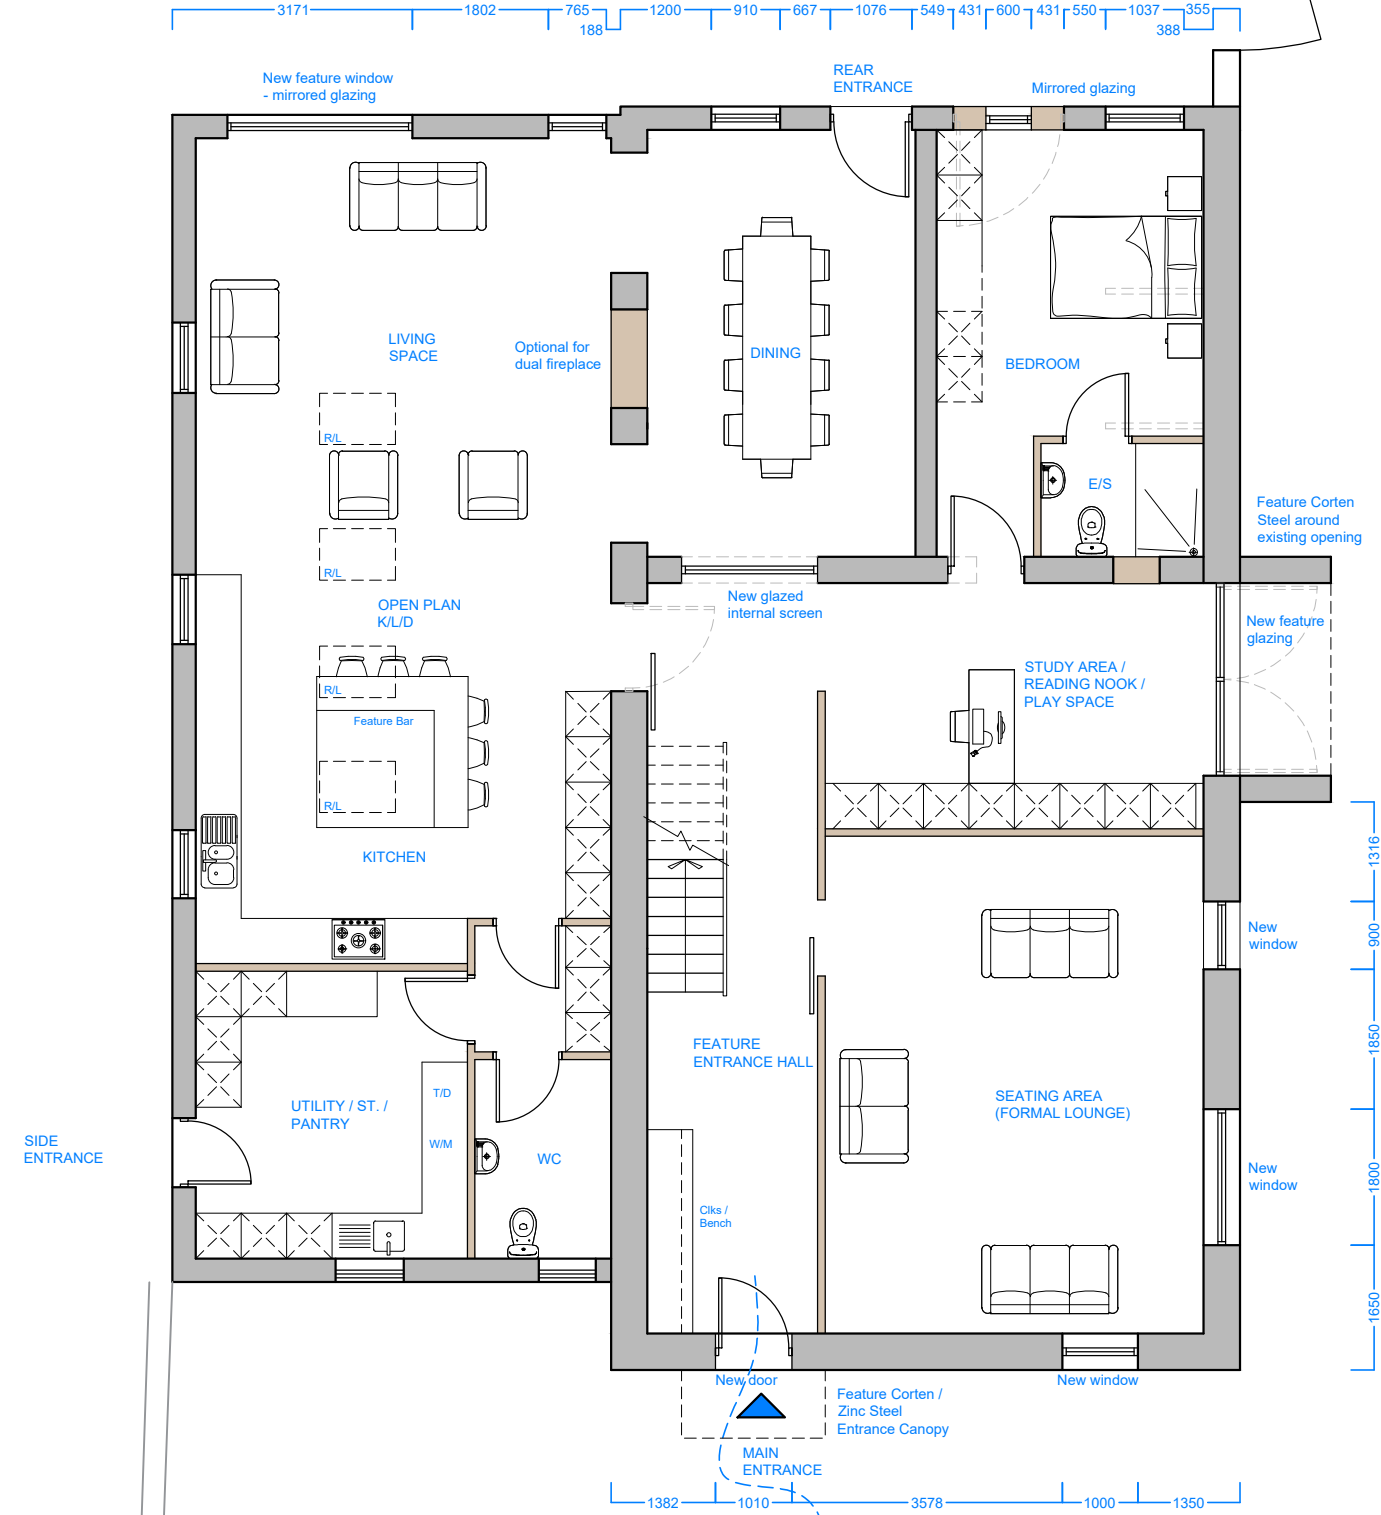 3171 1802 765 1200 910 667 1076 549 431 600 431 550 1037 355
188 388
New feature window
- mirrored glazing
REAR
ENTRANCE
Mirrored glazing
LIVING
SPACE
Optional for
dual fireplace
DINING
BEDROOM
R/L
E/S
Feature Corten
Steel around
existing opening
R/L
OPEN PLAN
K/L/D
New glazed
internal screen
New feature
glazing
STUDY AREA /
READING NOOK /
PLAY SPACE
R/L
Feature Bar
R/L
KITCHEN
1316
900
1850
1800
1650
New
window
FEATURE
ENTRANCE HALL
SEATING AREA
(FORMAL LOUNGE)
T/D
W/M
UTILITY / ST. /
PANTRY
SIDE
ENTRANCE
WC
New
window
Clks /
Bench
New door
New window
Feature Corten /
Zinc Steel
Entrance Canopy
MAIN
ENTRANCE
1382 1010 3578 1000 1350